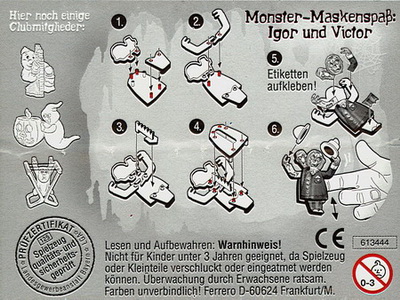 Hier noch einige
Clubmitglieder:
Monster-Maskenspaß:
Igor und Victor
1.
2.
3.
4.
5.
Etiketten
aufkleben!
6.
PRÜFZERTIFIKAT
Spielzeug
qualitäts- und
sicherheits-
geprüft
Landesgewerbeanstalt Bayern
CE
613444
0-3
Lesen und Aufbewahren: Warnhinweis!
Nicht für Kinder unter 3 Jahren geeignet, da Spielzeug
oder Kleinteile verschluckt oder eingeatmet werden
können. Überwachung durch Erwachsene ratsam.
Farben unverbindlich! Ferrero D-60624 Frankfurt/M.